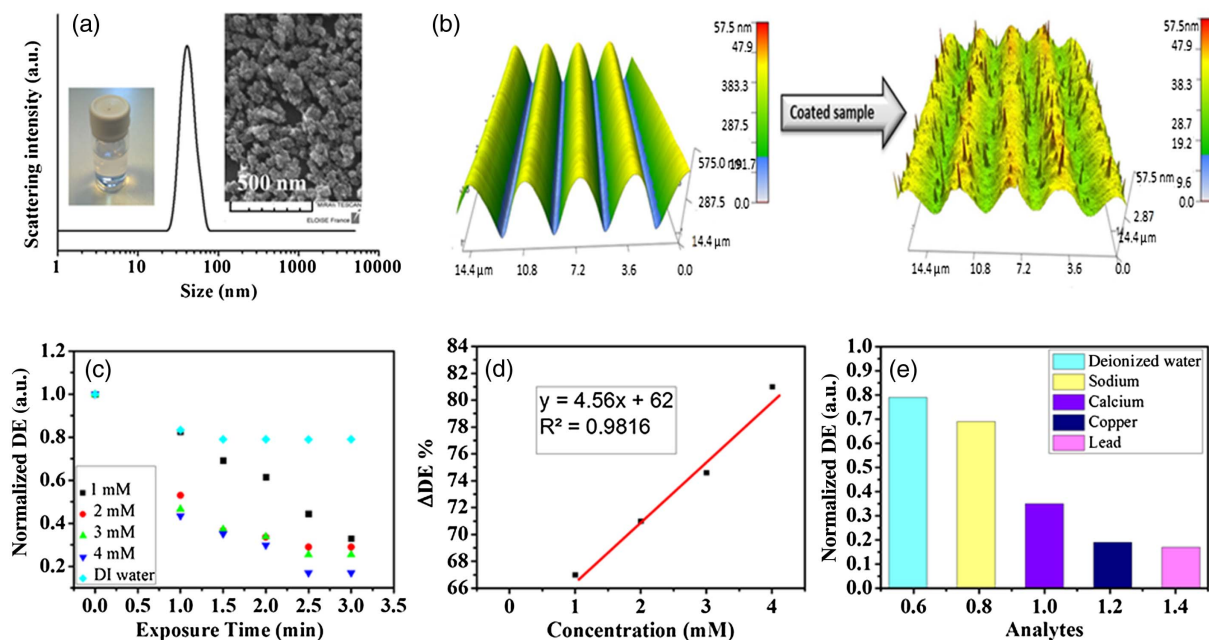 (a)
Scattering intensity (a.u.)
500 nm
MIRA\\ TESCAN
ELOISE France
1 10 100 1000 10000
Size (nm)
(b)
57.5 nm
47.9
383.3
287.5
191.7
0.0
575.0 nm
287.5
14.4 µm
14.4 µm 10.8 7.2 3.6 0.0
Coated sample
57.5nm
47.9
38.3
28.7
19.2
9.6
0.0
57.5 nm
2.87
14.4 µm
14.4 µm 10.8 7.2 3.6 0.0
(c)
Normalized DE (a.u.)
1.2
1.0
0.8
0.6
0.4
0.2
1 mM
2 mM
3 mM
4 mM
DI water
0.0 0.5 1.0 1.5 2.0 2.5 3.0 3.5
Exposure Time (min)
(d)
ΔDE %
84
82
80
78
76
74
72
70
68
66
y = 4.56x + 62
R² = 0.9816
0 1 2 3 4
Concentration (mM)
(e)
Normalized DE (a.u.)
1.0
0.9
0.8
0.7
0.6
0.5
0.4
0.3
0.2
0.1
0.0
Deionized water
Sodium
Calcium
Copper
Lead
0.6 0.8 1.0 1.2 1.4
Analytes